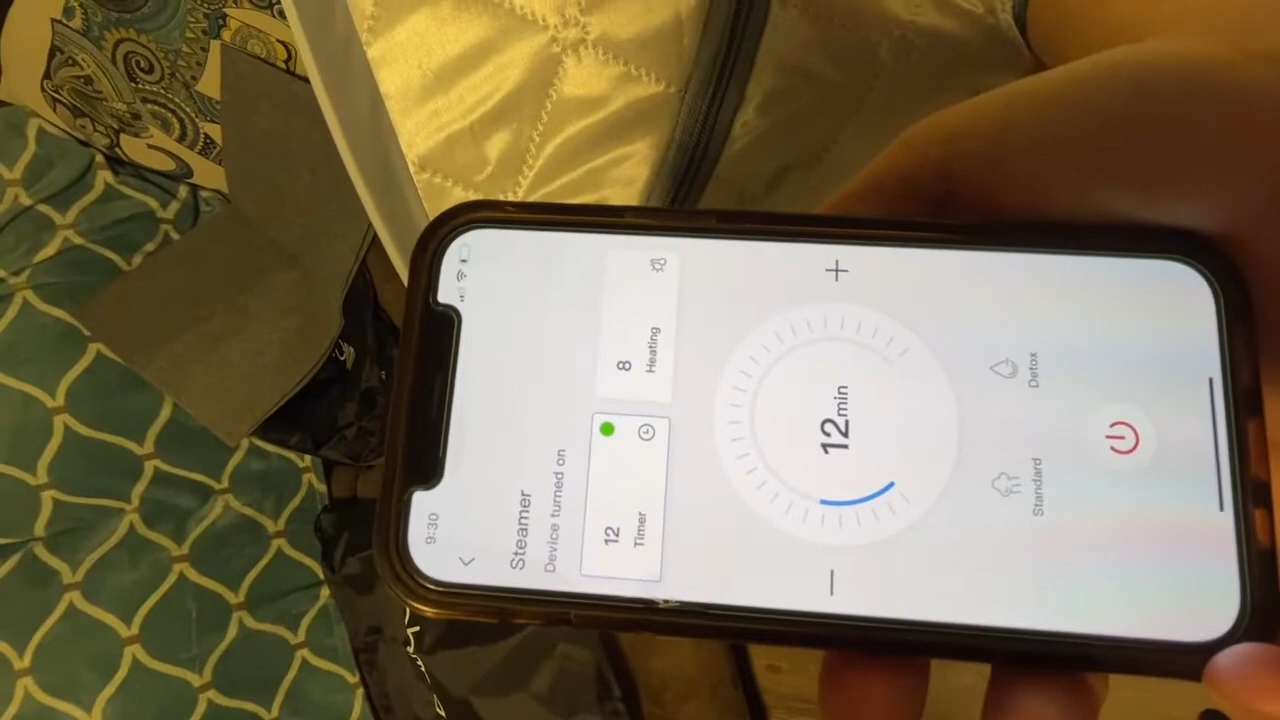 9:30
Steamer
Device turned on
12
Timer
8
Heating
12min
Standard
Detox